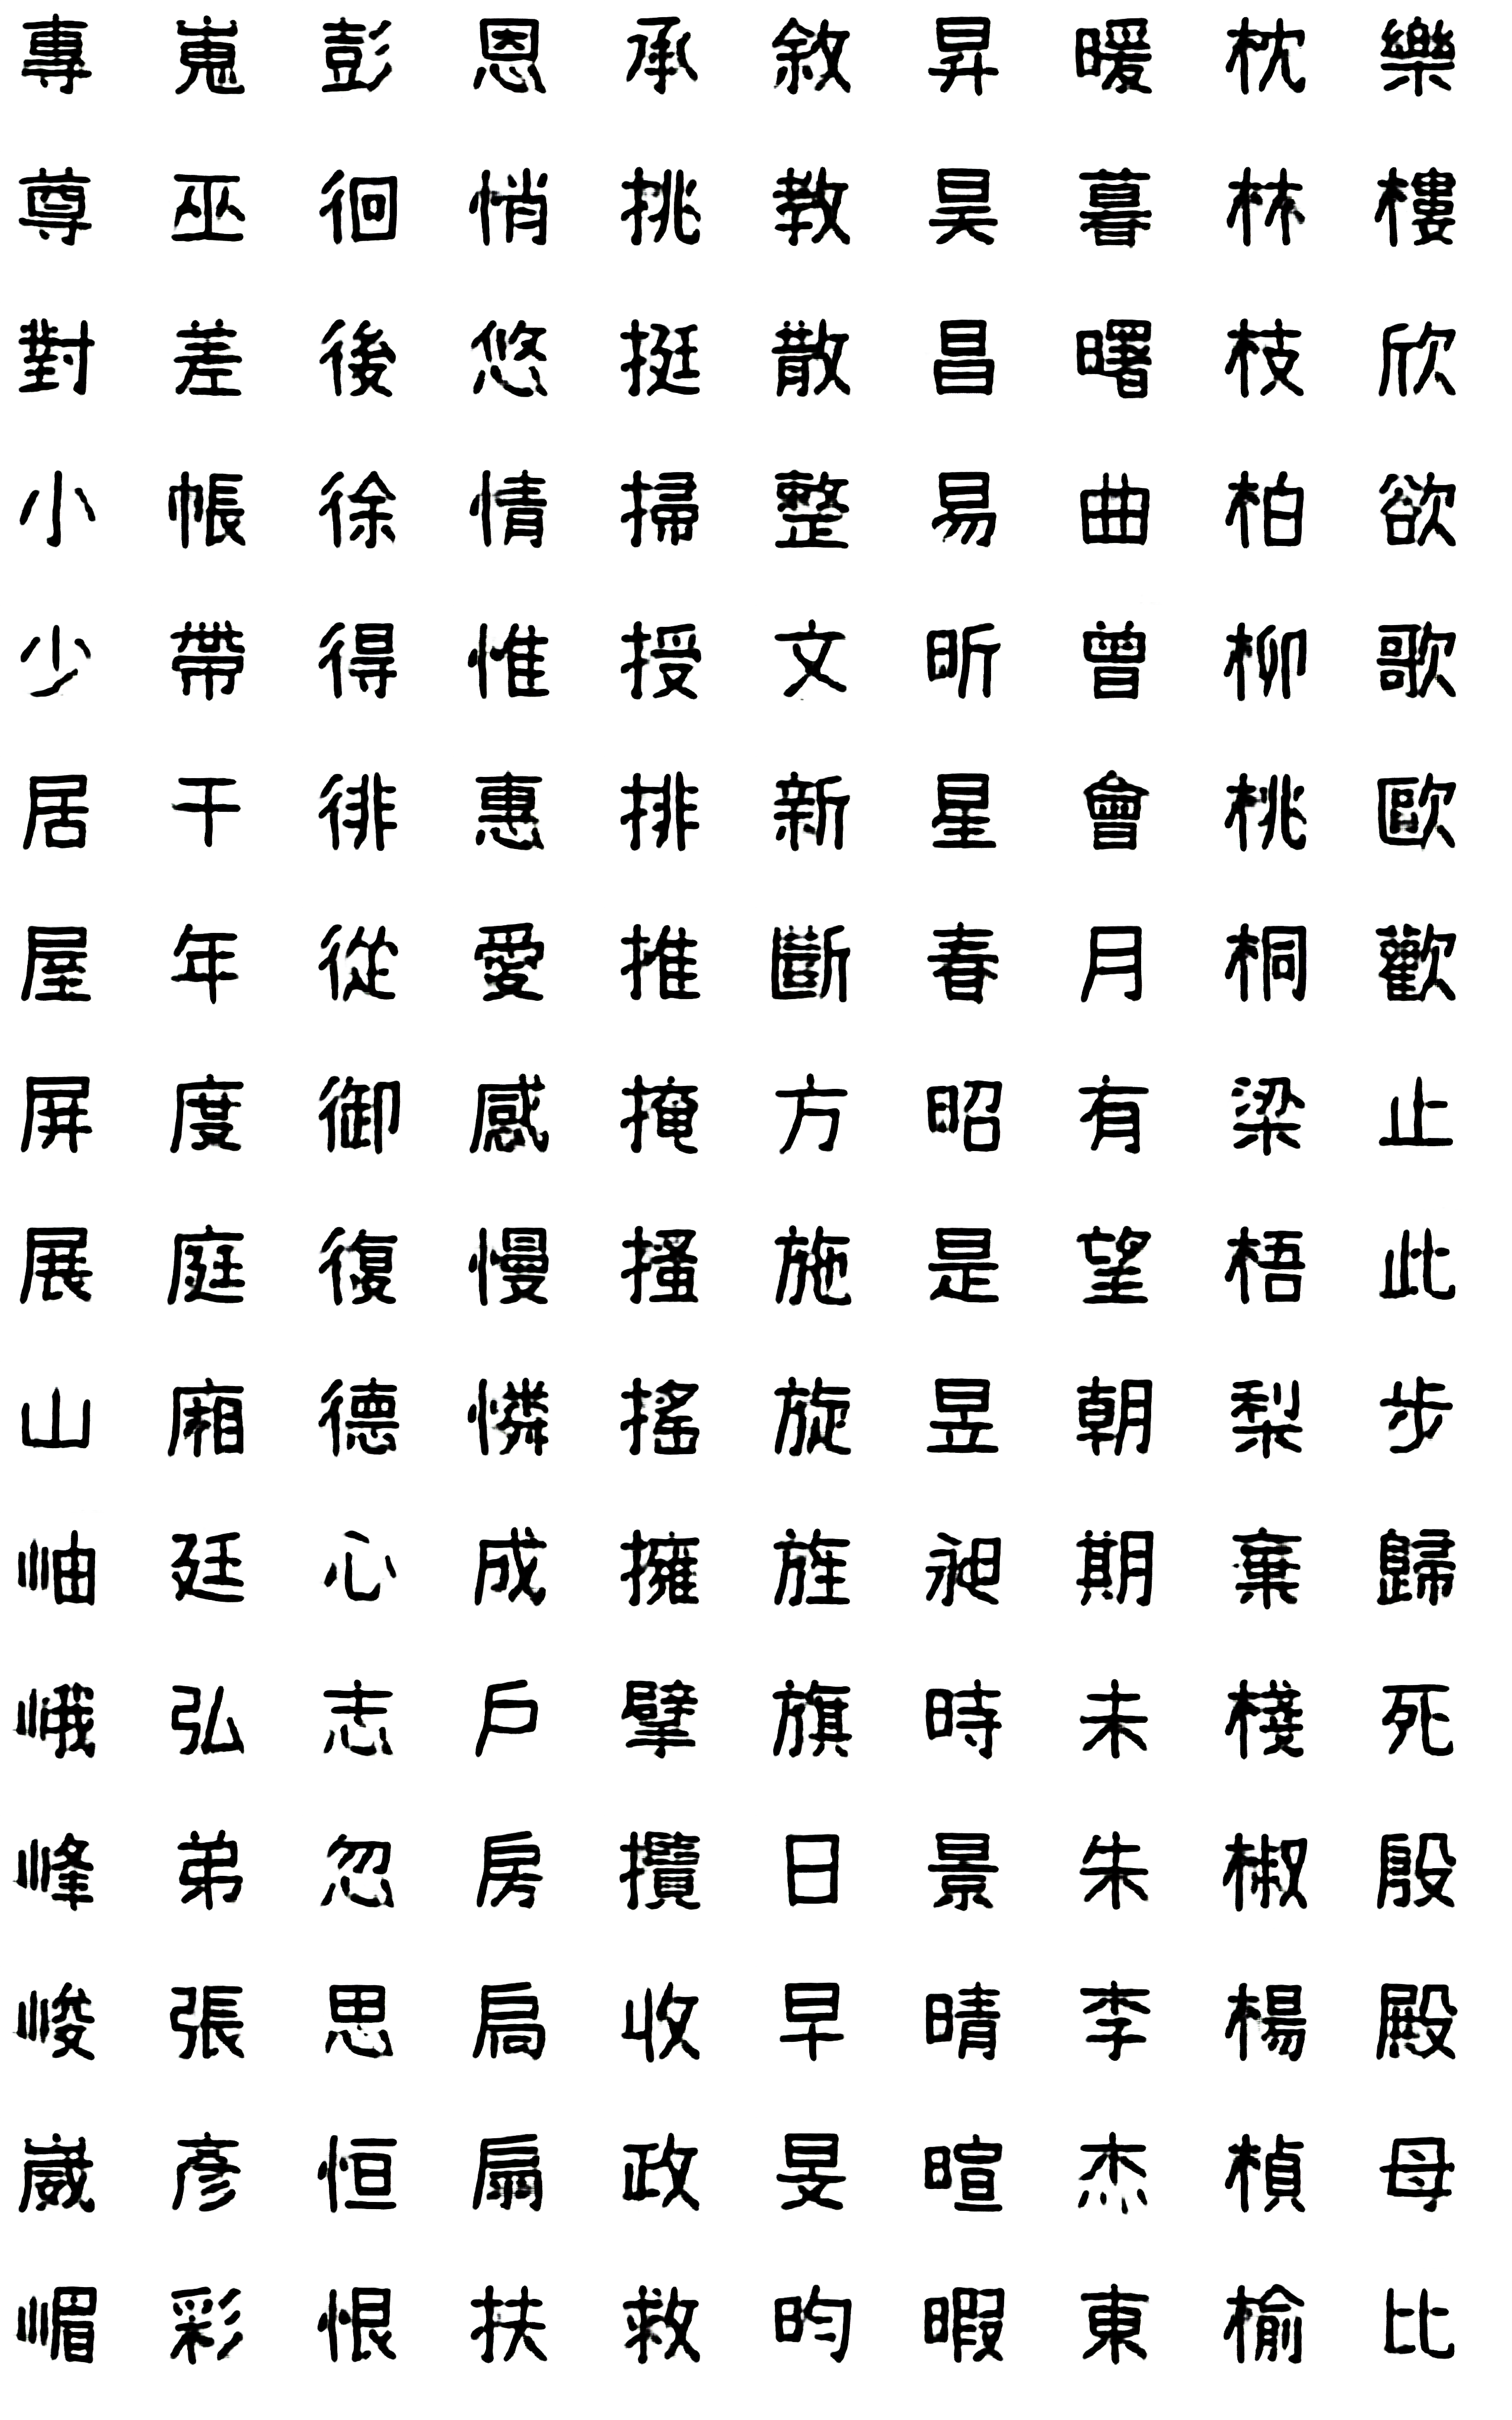 專尊對小少居屋屏展山岫峨峰峻崴嵋
嵬巫差帳帶干年度庭廂廷弘弟張彥彩
彭徊後徐得徘從御復德心志忽思恒恨
恩悄悠情惟惠愛感慢憐成戶房扃扇扶
承挑挺掃授排推掩搔搖擁擘攢收政救
敘教散整文新斷方施旋旌旗日早旻昀
昇昊昌易昕星春昭是昱昶時景晴暄暇
暖暮曙曲曾會月有望朝期未朱李杰東
枕林枝柏柳桃桐梁梧梨棄棧椒楊楨榆
樂樓欣欲歌歐歡止此步歸死殷殿母比